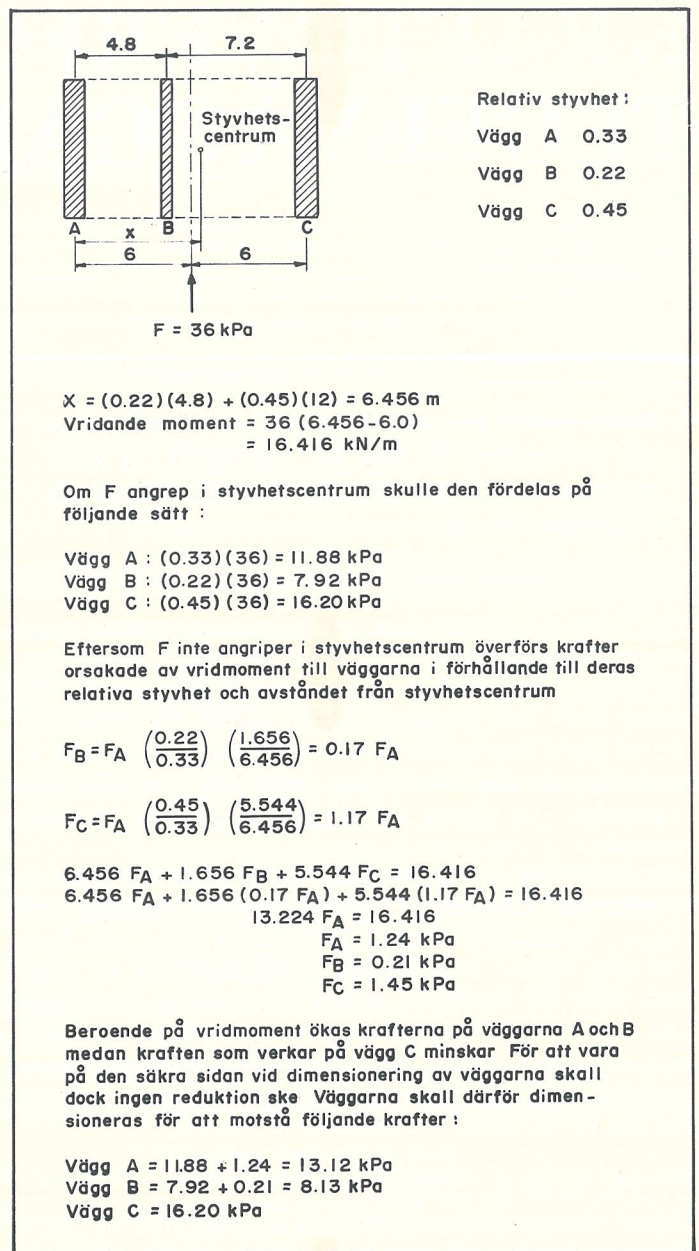 4.8 7.2
Styvhets-
centrum
A x B C
6 6
F = 36 kPa
Relativ styvhet:
Vägg A 0.33
Vägg B 0.22
Vägg C 0.45
X = (0.22)(4.8) + (0.45)(12) = 6.456 m
Vridande moment = 36 (6.456-6.0)
= 16.416 kN/m
Om F angrep i styvhetscentrum skulle den fördelas på
följande sätt :
Vägg A : (0.33)(36) = 11.88 kPa
Vägg B : (0.22)(36) = 7.92 kPa
Vägg C : (0.45)(36) = 16.20 kPa
Eftersom F inte angriper i styvhetscentrum överförs krafter
orsakade av vridmoment till väggarna i förhållande till deras
relativa styvhet och avståndet från styvhetscentrum
FB = FA (0.22/0.33) (1.656/6.456) = 0.17 FA
FC = FA (0.45/0.33) (5.544/6.456) = 1.17 FA
6.456 FA + 1.656 FB + 5.544 FC = 16.416
6.456 FA + 1.656 (0.17 FA) + 5.544 (1.17 FA) = 16.416
13.224 FA = 16.416
FA = 1.24 kPa
FB = 0.21 kPa
FC = 1.45 kPa
Beroende på vridmoment ökas krafterna på väggarna A och B
medan kraften som verkar på vägg C minskar För att vara
på den säkra sidan vid dimensionering av väggarna skall
dock ingen reduktion ske Väggarna skall därför dimen-
sioneras för att motstå följande krafter :
Vägg A = 11.88 + 1.24 = 13.12 kPa
Vägg B = 7.92 + 0.21 = 8.13 kPa
Vägg C = 16.20 kPa